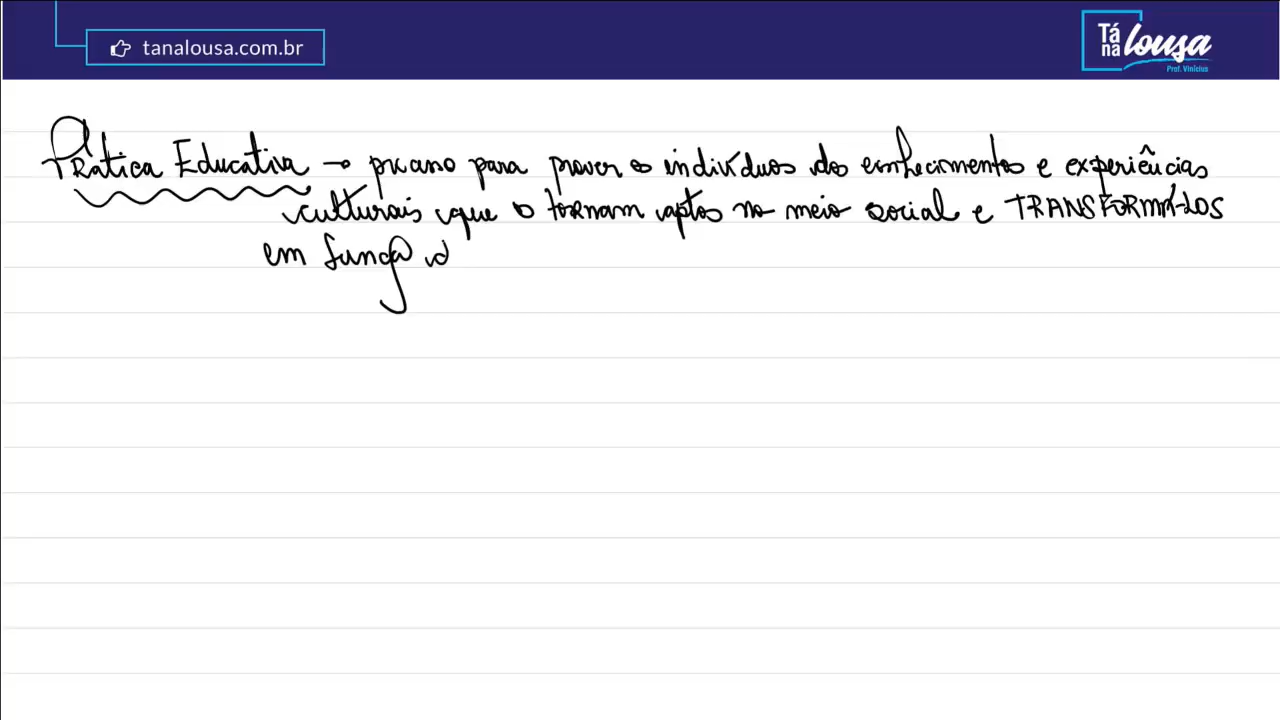 tanalousa.com.br
Tá na lousa
Prof. Vinícius
Prática Educativa → processo para prover os indivíduos dos conhecimentos e experiências
culturais que o tornam aptos no meio social e TRANSFORMÁ-LOS
em função d